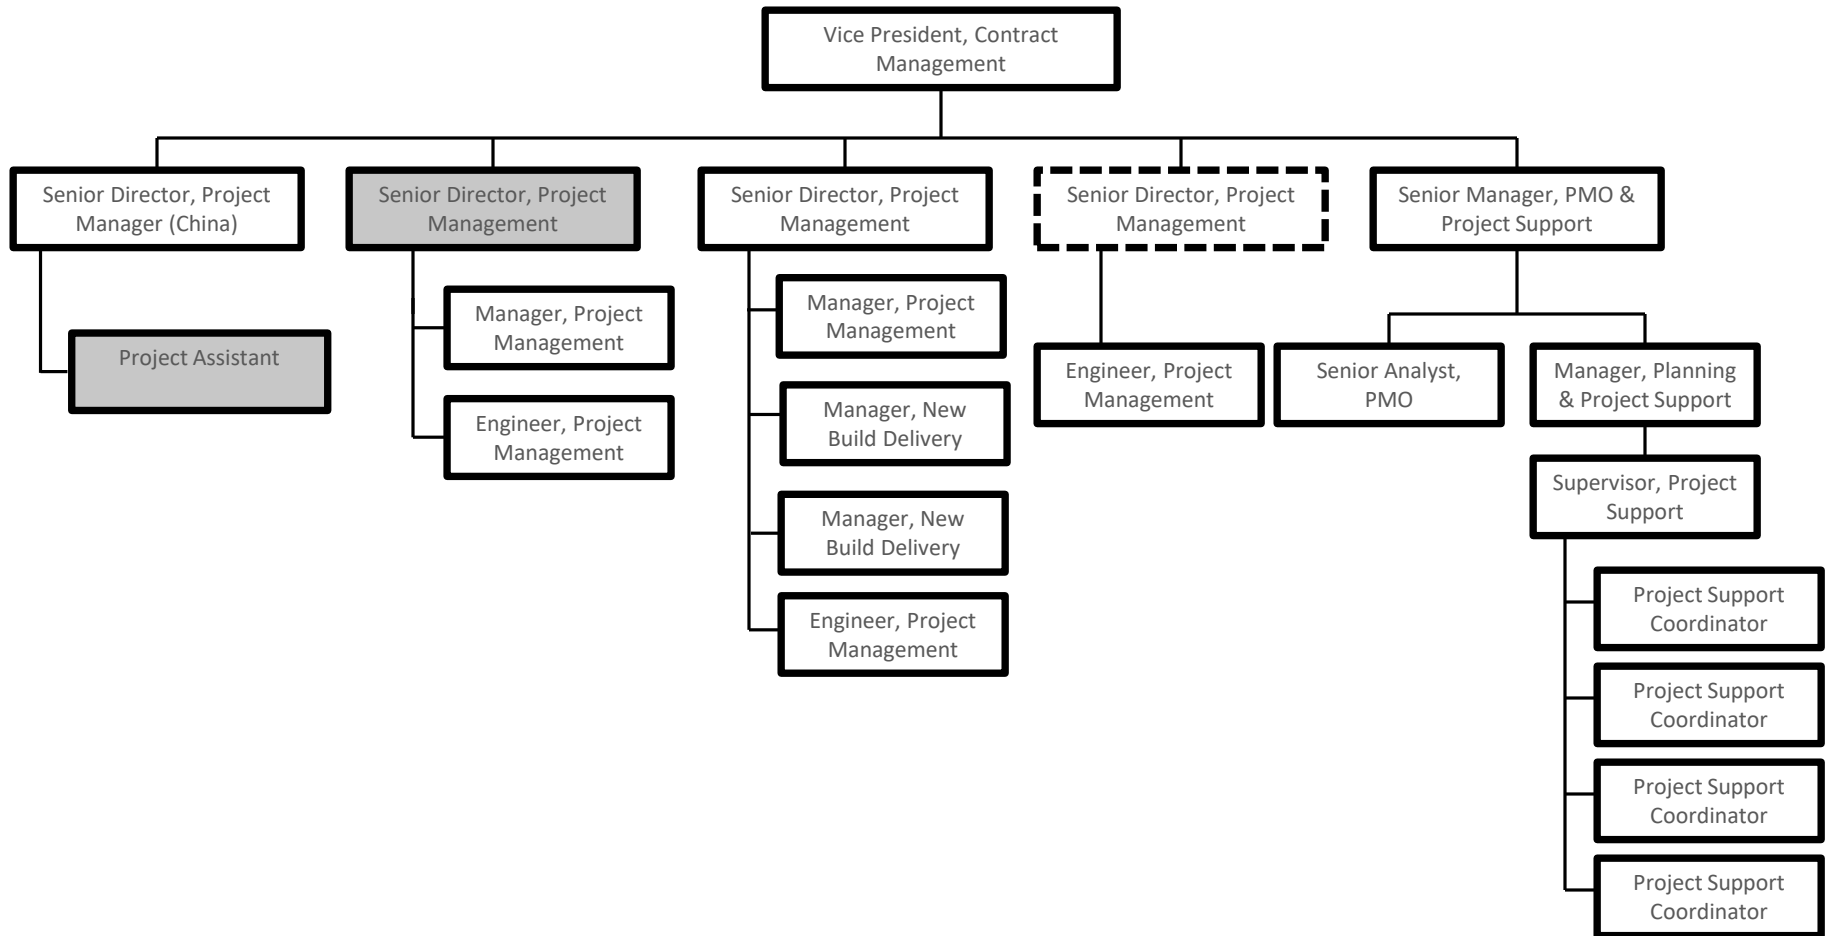 Vice President, Contract
Management
Senior Director, Project
Manager (China)
Senior Director, Project
Management
Senior Director, Project
Management
Senior Director, Project
Management
Senior Manager, PMO &
Project Support
Project Assistant
Manager, Project
Management
Engineer, Project
Management
Manager, Project
Management
Manager, New
Build Delivery
Manager, New
Build Delivery
Engineer, Project
Management
Engineer, Project
Management
Senior Analyst,
PMO
Manager, Planning
& Project Support
Supervisor, Project
Support
Project Support
Coordinator
Project Support
Coordinator
Project Support
Coordinator
Project Support
Coordinator